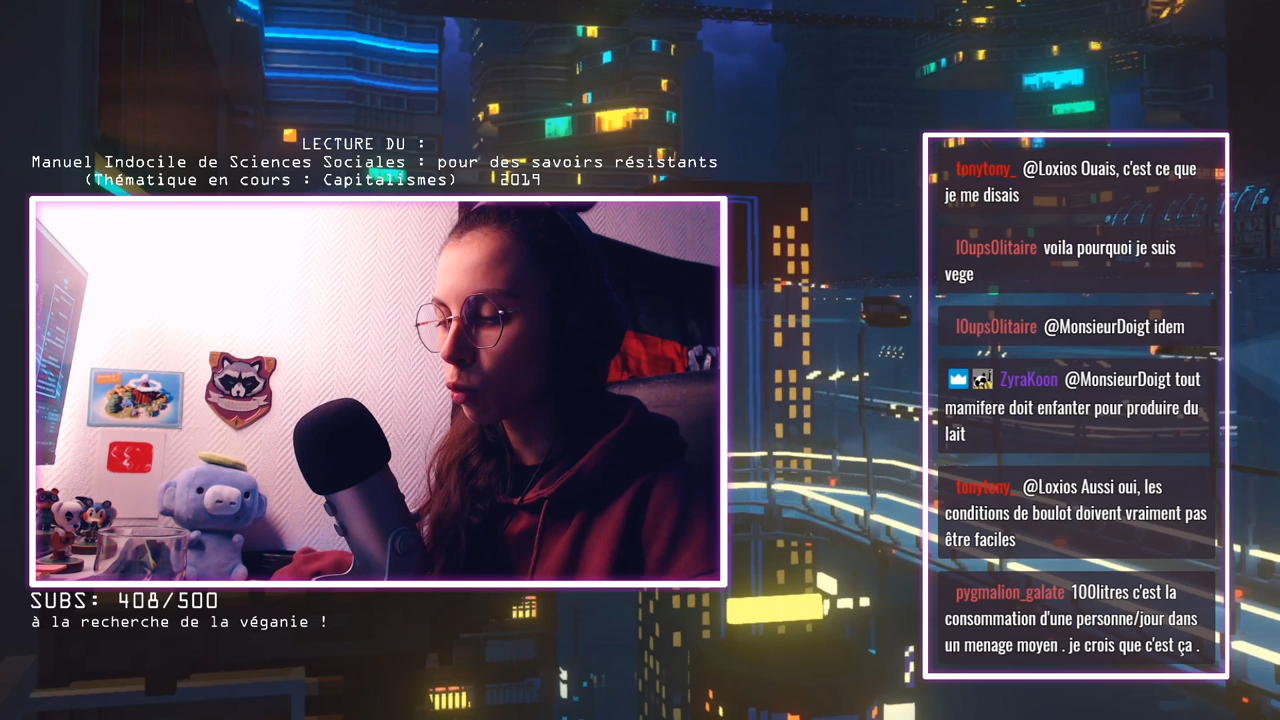 LECTURE DU :
Manuel Indocile de Sciences Sociales : pour des savoirs résistants
(Thématique en cours : Capitalismes) 2019
SUBS: 408/500
à la recherche de la véganie !
tonytony_ @Loxios Ouais, c'est ce que
je me disais
l0ups0litaire voila pourquoi je suis
vege
l0ups0litaire @MonsieurDoigt idem
ZyraKoon @MonsieurDoigt tout
mamifere doit enfanter pour produire du
lait
tonytony_ @Loxios Aussi oui, les
conditions de boulot doivent vraiment pas
être faciles
pygmalion_galate 100litres c'est la
consommation d'une personne/jour dans
un menage moyen . je crois que c'est ça .